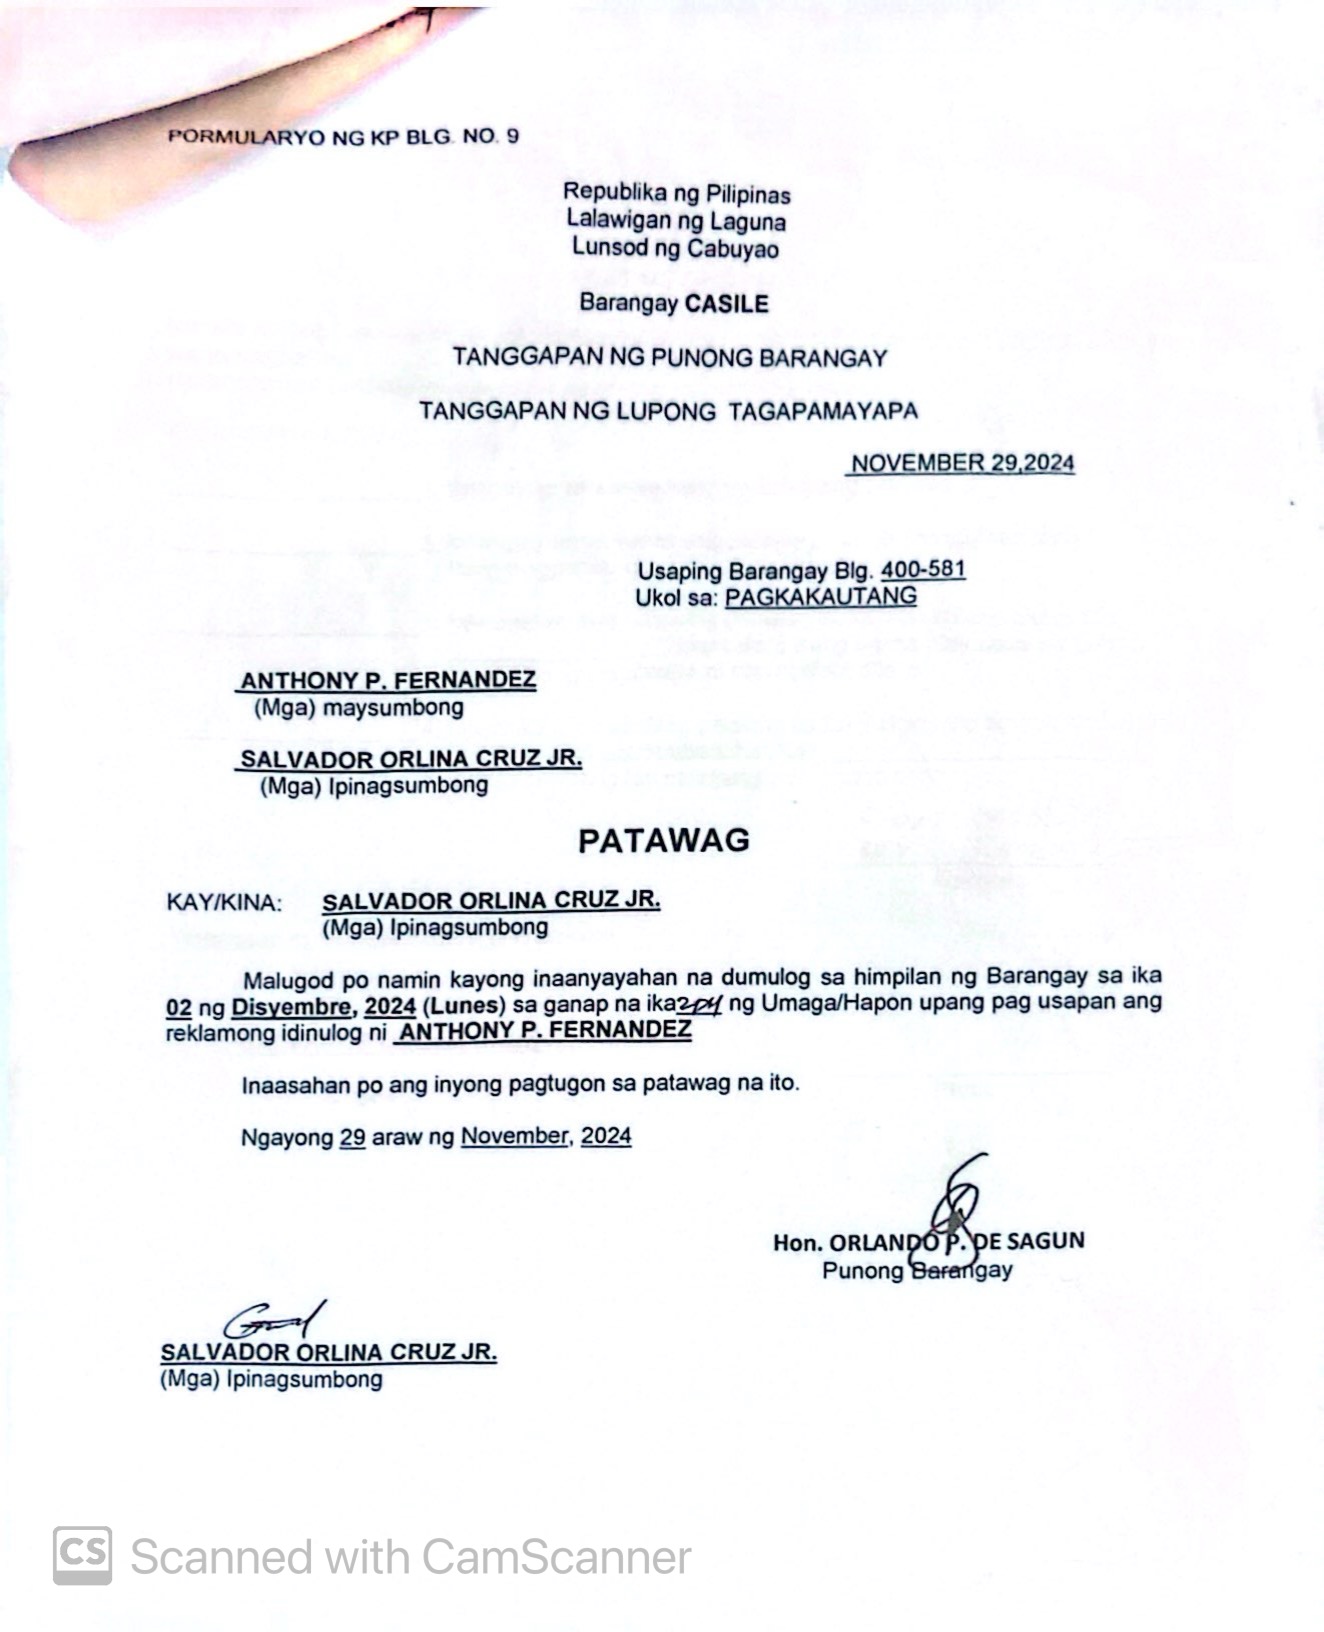 PORMULARYO NG KP BLG. NO. 9
Republika ng Pilipinas
Lalawigan ng Laguna
Lunsod ng Cabuyao
Barangay CASILE
TANGGAPAN NG PUNONG BARANGAY
TANGGAPAN NG LUPONG TAGAPAMAYAPA
NOVEMBER 29,2024
Usaping Barangay Blg. 400-581
Ukol sa: PAGKAKAUTANG
ANTHONY P. FERNANDEZ
(Mga) maysumbong
SALVADOR ORLINA CRUZ JR.
(Mga) Ipinagsumbong
PATAWAG
KAY/KINA: SALVADOR ORLINA CRUZ JR.
(Mga) Ipinagsumbong
Malugod po namin kayong inaanyayahan na dumulog sa himpilan ng Barangay sa ika
02 ng Disyembre, 2024 (Lunes) sa ganap na ika ng Umaga/Hapon upang pag usapan ang
reklamong idinulog ni ANTHONY P. FERNANDEZ
Inaasahan po ang inyong pagtugon sa patawag na ito.
Ngayong 29 araw ng November, 2024
Hon. ORLANDO P. DE SAGUN
Punong Barangay
SALVADOR ORLINA CRUZ JR.
(Mga) Ipinagsumbong
CS Scanned with CamScanner